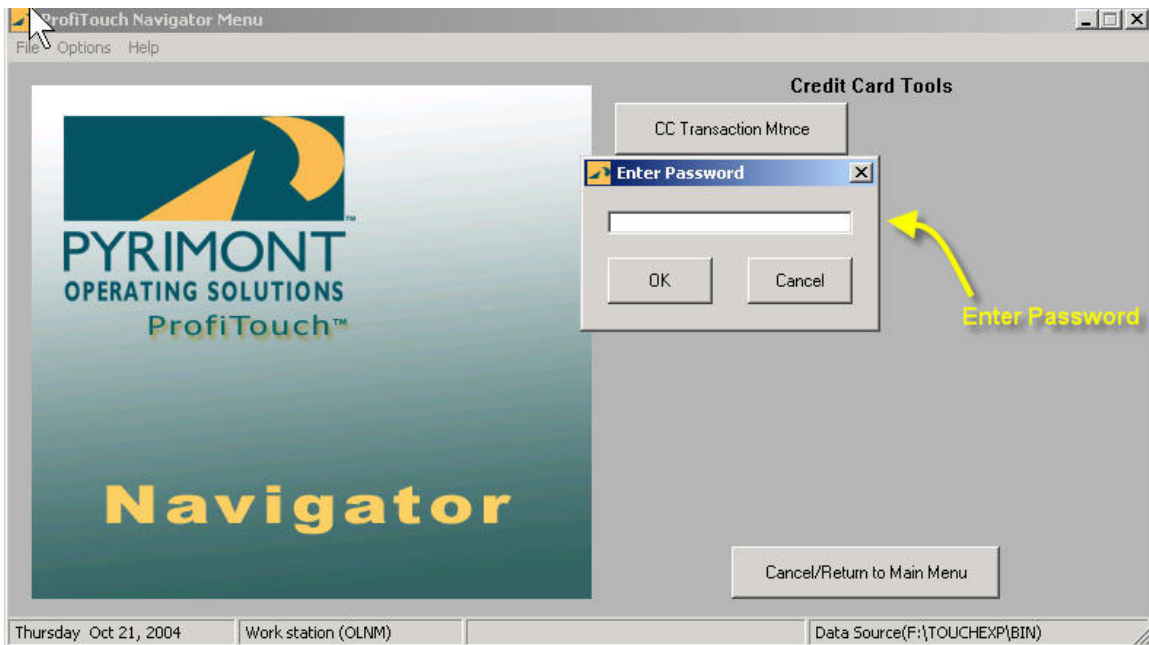 ProfiTouch Navigator Menu
File Options Help
Credit Card Tools
CC Transaction Mtnce
Enter Password
OK Cancel
Enter Password
PYRIMONT™
OPERATING SOLUTIONS
ProfiTouch™
Navigator
Cancel/Return to Main Menu
Thursday Oct 21, 2004 Work station (OLNM) Data Source(F:\TOUCHEXP\BIN)